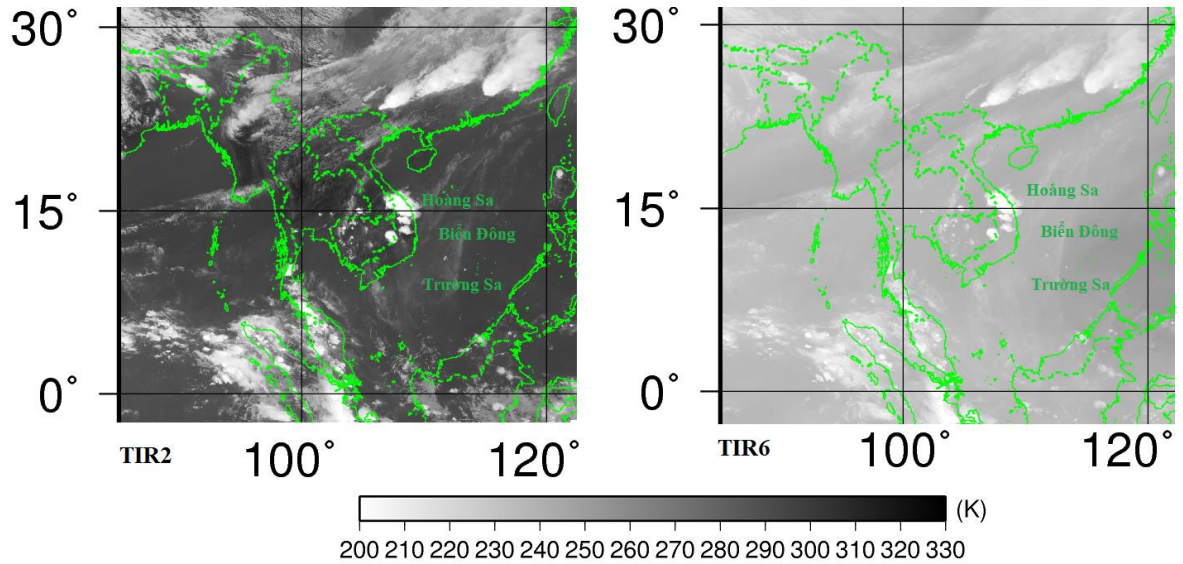 30°
15°
0°
Hoàng Sa
Biển Đông
Trường Sa
TIR2
100°
120°
30°
15°
0°
Hoàng Sa
Biển Đông
Trường Sa
TIR6
100°
120°
(K)
200 210 220 230 240 250 260 270 280 290 300 310 320 330